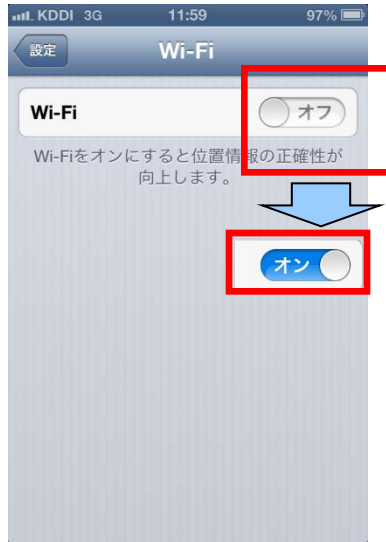 KDDI 3G 11:59 97%
設定 Wi-Fi
Wi-Fi オフ
Wi-Fiをオンにすると位置情報の正確性が
向上します。
オン